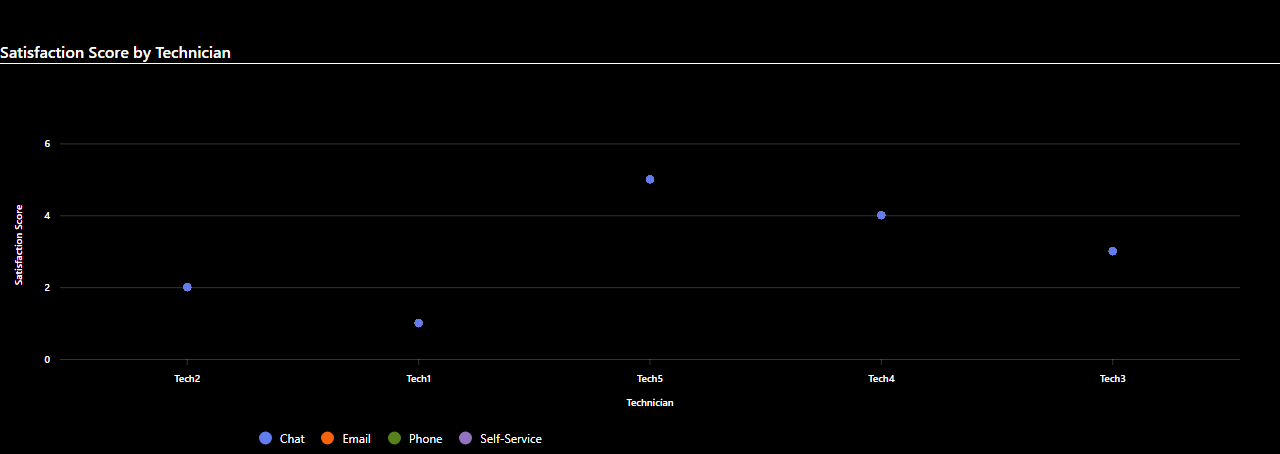 Satisfaction Score by Technician
6
4
2
0
Satisfaction Score
Tech2 Tech1 Tech5 Tech4 Tech3
Technician
Chat Email Phone Self-Service